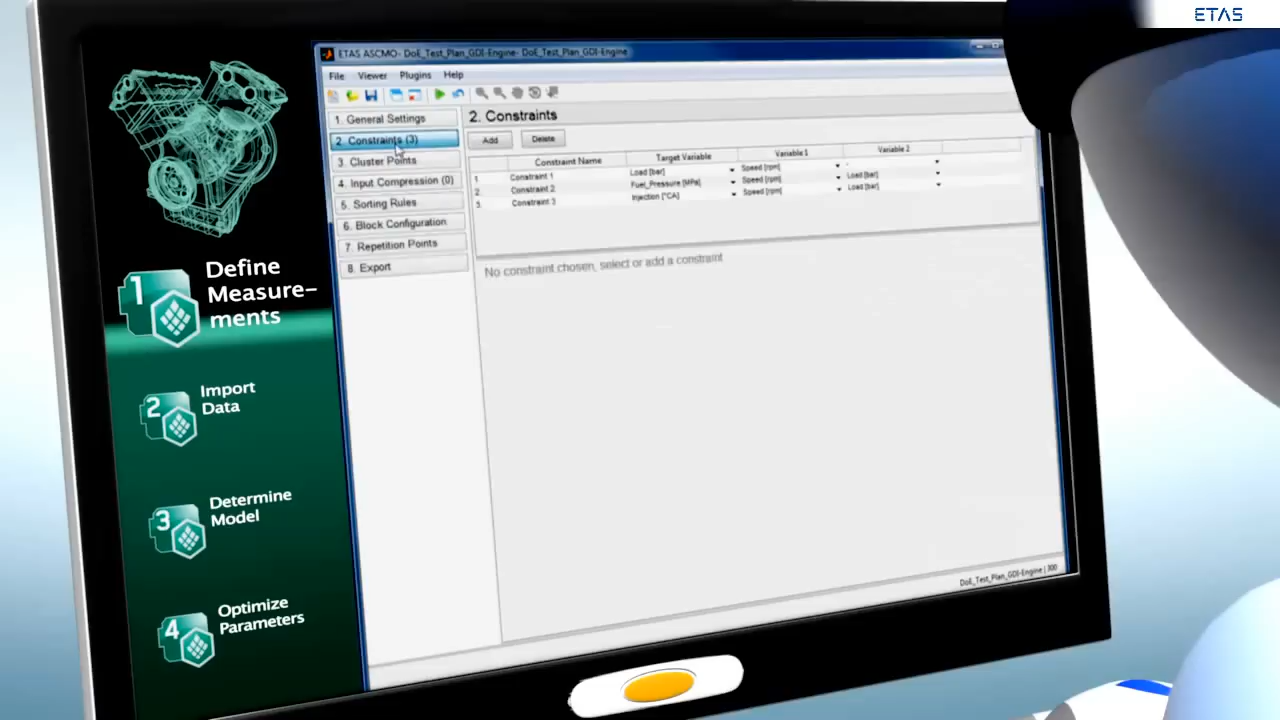 ETAS
ETAS ASCMO- DoE_Test_Plan_GDI-Engine- DoE_Test_Plan_GDI-Engine
File Viewer Plugins Help
1. General Settings
2. Constraints (3)
3. Cluster Points
4. Input Compression (0)
5. Sorting Rules
6. Block Configuration
7. Repetition Points
8. Export
2. Constraints
Add Delete
Constraint Name Target Variable Variable 1 Variable 2
1. Constraint 1 Load [bar] Speed [rpm] -
2. Constraint 2 Fuel_Pressure [MPa] Speed [rpm] Load [bar]
3. Constraint 3 Injection [°CA] Speed [rpm] Load [bar]
No constraint chosen, select or add a constraint
DoE_Test_Plan_GDI-Engine | 300
1 Define
Measure-
ments
2 Import
Data
3 Determine
Model
4 Optimize
Parameters